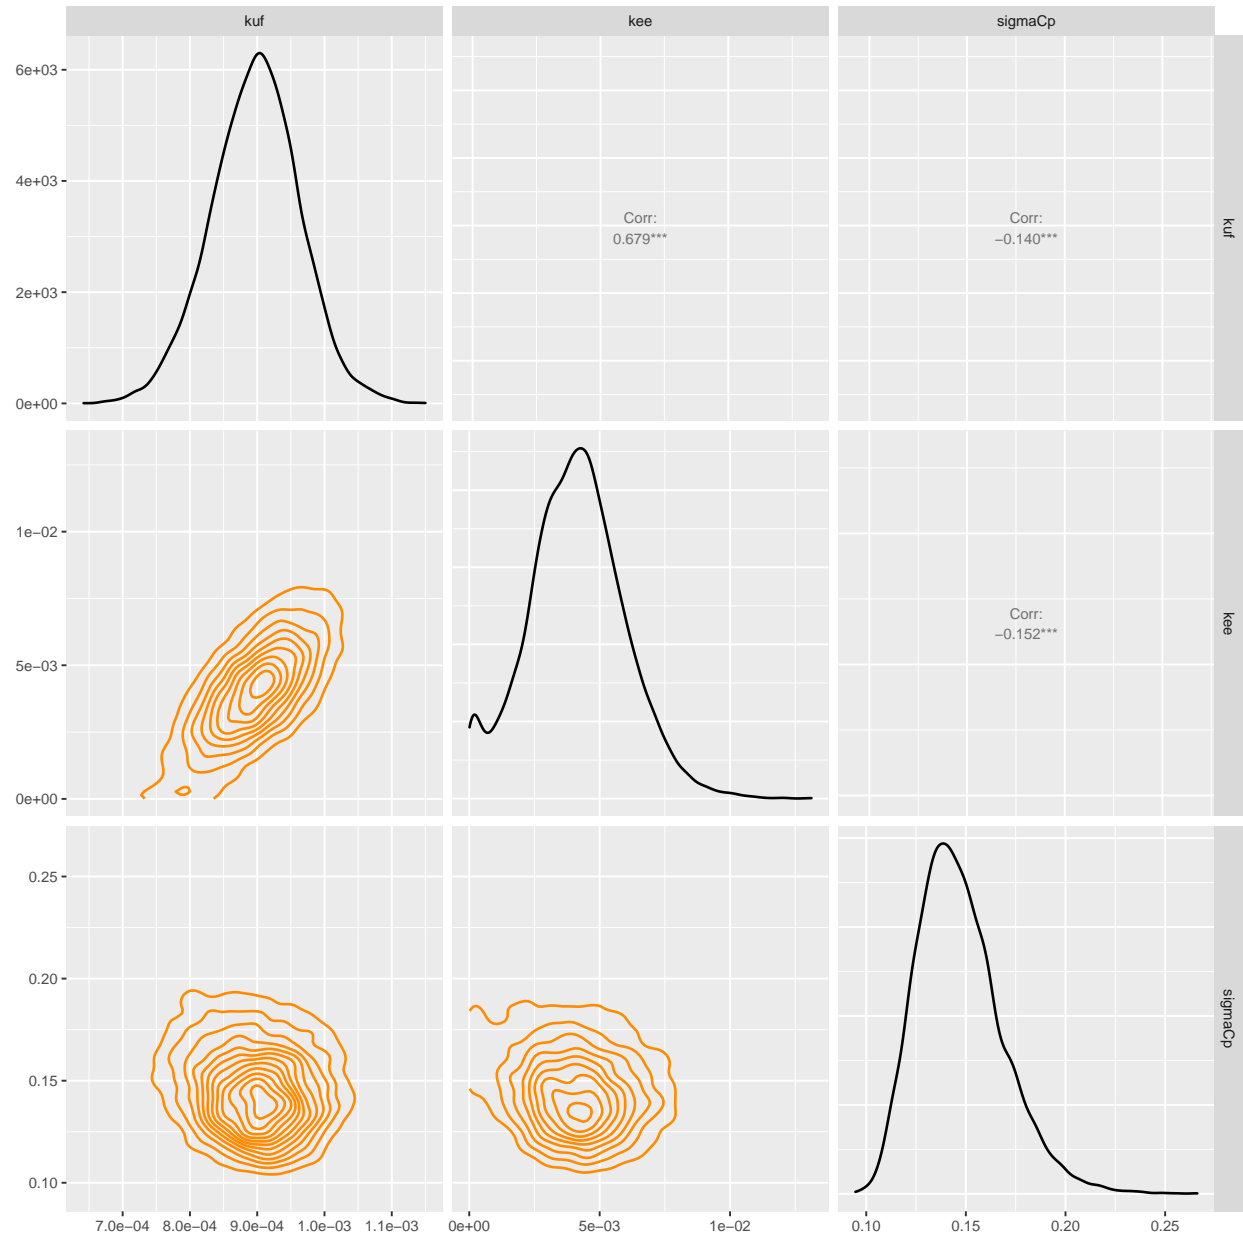 kuf
kee
sigmaCp
6e+03
4e+03
2e+03
0e+00
Corr:
0.679***
Corr:
−0.140***
kuf
1e−02
5e−03
0e+00
Corr:
−0.152***
kee
0.25
0.20
0.15
0.10
sigmaCp
7.0e−04 8.0e−04 9.0e−04 1.0e−03 1.1e−03
0e+00 5e−03 1e−02
0.10 0.15 0.20 0.25